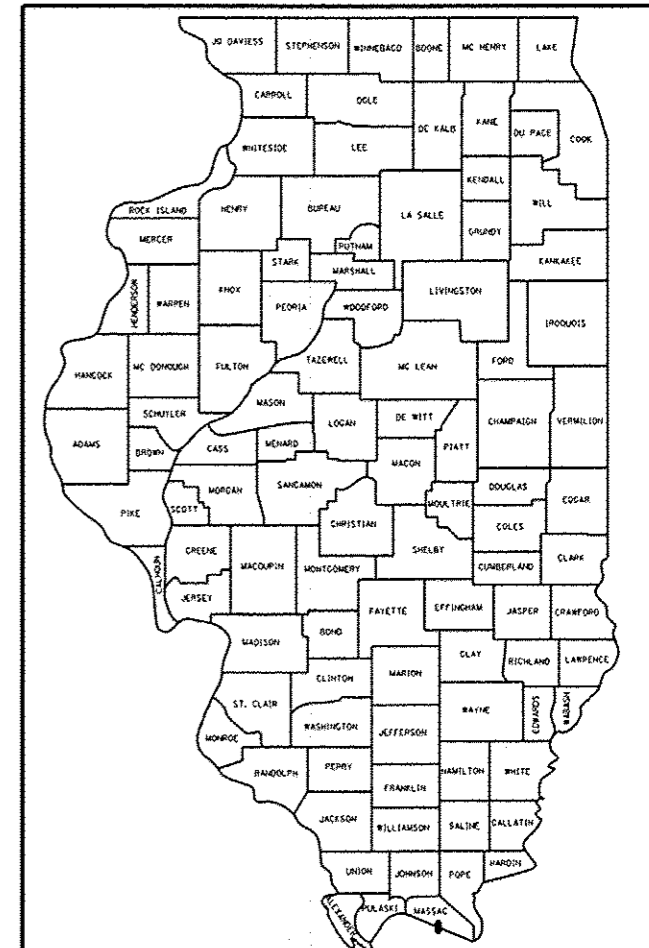 JO DAVIESS STEPHENSON WINNEBAGO BOONE MC HENRY LAKE
CARROLL OGLE DE KALB KANE DU PAGE COOK
WHITESIDE LEE KENDALL WILL
ROCK ISLAND HENRY BUREAU LA SALLE GRUNDY
MERCER PUTNAM KANKAKEE
STARK MARSHALL
HENDERSON WARREN KNOX PEORIA WOODFORD LIVINGSTON IROQUOIS
HANCOCK MC DONOUGH FULTON TAZEWELL MC LEAN FORD
SCHUYLER MASON LOGAN DE WITT CHAMPAIGN VERMILION
ADAMS BROWN CASS MENARD MACON PIATT
PIKE SCOTT MORGAN SANGAMON CHRISTIAN MOULTRIE DOUGLAS EDGAR
COLES
CALHOUN GREENE MACOUPIN MONTGOMERY SHELBY CUMBERLAND CLARK
JERSEY FAYETTE EFFINGHAM JASPER CRAWFORD
MADISON BOND CLAY RICHLAND LAWRENCE
CLINTON MARION
ST. CLAIR WAYNE EDWARDS WABASH
MONROE WASHINGTON JEFFERSON
RANDOLPH PERRY FRANKLIN HAMILTON WHITE
JACKSON WILLIAMSON SALINE GALLATIN
UNION JOHNSON POPE HARDIN
ALEXANDER PULASKI MASSAC